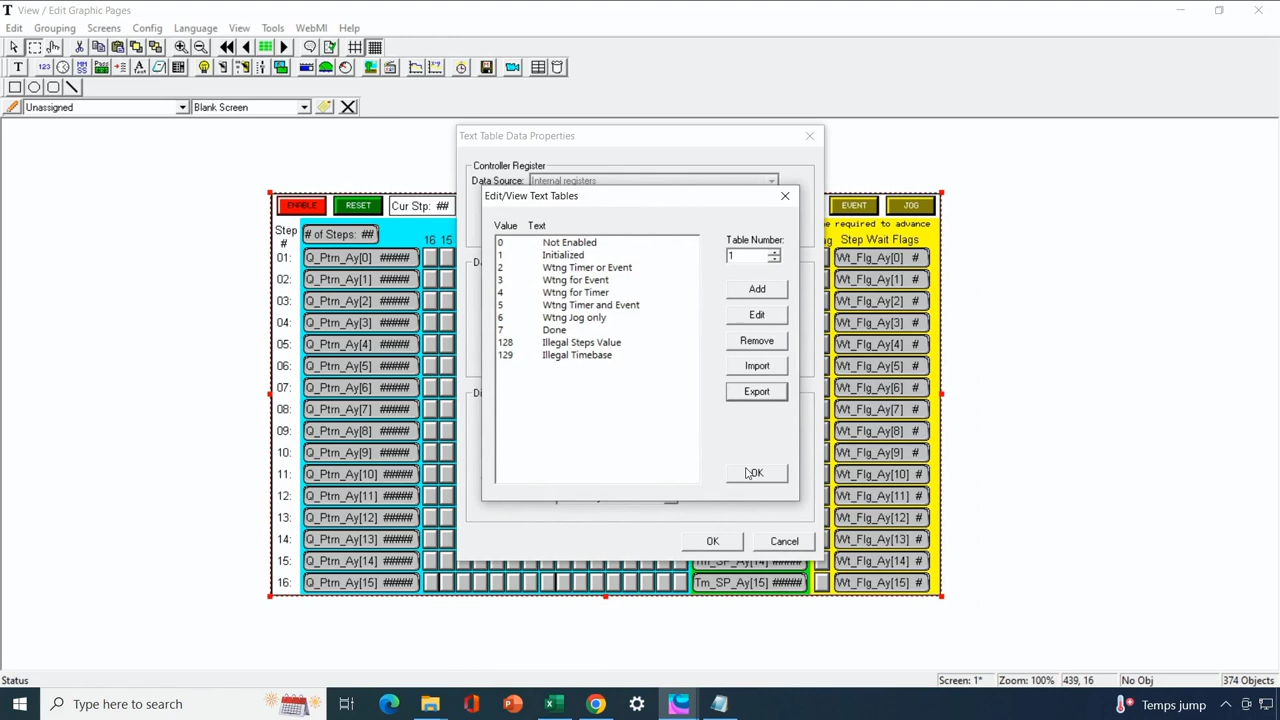 View / Edit Graphic Pages
Edit Grouping Screens Config Language View Tools WebMI Help
Unassigned Blank Screen
Text Table Data Properties
Controller Register
Data Source: Internal registers
Edit/View Text Tables
Value Text
0 Not Enabled
1 Initialized
2 Wtng Timer or Event
3 Wtng for Event
4 Wtng for Timer
5 Wtng Timer and Event
6 Wtng Jog only
7 Done
128 Illegal Steps Value
129 Illegal Timebase
Table Number:
1
Add
Edit
Remove
Import
Export
OK
OK Cancel
ENABLE RESET Cur Stp: ## EVENT JOG
e required to advance
Step # # of Steps: ## 16 15 ag Step Wait Flags
01: Q_Ptrn_Ay[0] ##### Wt_Flg_Ay[0] #
02: Q_Ptrn_Ay[1] ##### Wt_Flg_Ay[1] #
03: Q_Ptrn_Ay[2] ##### Wt_Flg_Ay[2] #
04: Q_Ptrn_Ay[3] ##### Wt_Flg_Ay[3] #
05: Q_Ptrn_Ay[4] ##### Wt_Flg_Ay[4] #
06: Q_Ptrn_Ay[5] ##### Wt_Flg_Ay[5] #
07: Q_Ptrn_Ay[6] ##### Wt_Flg_Ay[6] #
08: Q_Ptrn_Ay[7] ##### Wt_Flg_Ay[7] #
09: Q_Ptrn_Ay[8] ##### Wt_Flg_Ay[8] #
10: Q_Ptrn_Ay[9] ##### Wt_Flg_Ay[9] #
11: Q_Ptrn_Ay[10] ##### Wt_Flg_Ay[10] #
12: Q_Ptrn_Ay[11] ##### Wt_Flg_Ay[11] #
13: Q_Ptrn_Ay[12] ##### Wt_Flg_Ay[12] #
14: Q_Ptrn_Ay[13] ##### Wt_Flg_Ay[13] #
15: Q_Ptrn_Ay[14] ##### Tm_SP_Ay[14] ##### Wt_Flg_Ay[14] #
16: Q_Ptrn_Ay[15] ##### Tm_SP_Ay[15] ##### Wt_Flg_Ay[15] #
Status Screen: 1* Zoom: 100% 439, 16 No Obj 374 Objects
Type here to search Temps jump